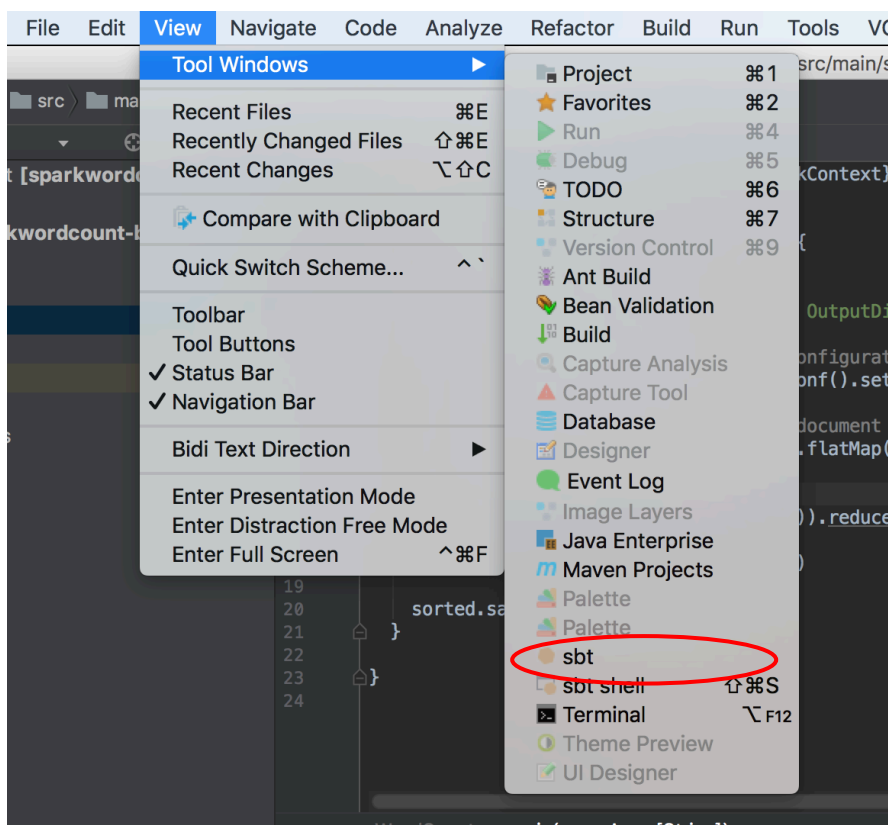 File Edit View Navigate Code Analyze Refactor Build Run Tools
Tool Windows ▶
Recent Files ⌘E
Recently Changed Files ⇧⌘E
Recent Changes ⌥⇧C
Compare with Clipboard
Quick Switch Scheme... ^`
Toolbar
Tool Buttons
✓ Status Bar
✓ Navigation Bar
Bidi Text Direction ▶
Enter Presentation Mode
Enter Distraction Free Mode
Enter Full Screen ^⌘F
Project ⌘1
Favorites ⌘2
Run ⌘4
Debug ⌘5
TODO ⌘6
Structure ⌘7
Version Control ⌘9
Ant Build
Bean Validation
Build
Capture Analysis
Capture Tool
Database
Designer
Event Log
Image Layers
Java Enterprise
Maven Projects
Palette
Palette
sbt
sbt shell ⇧⌘S
Terminal ⌥F12
Theme Preview
UI Designer
src/main/s
src ma
t [sparkwordc
kwordcount-b
kContext}
{
OutputDi
onfigurat
onf().set
document
.flatMap(
)).reduce
)
19
20 sorted.sa
21 }
22
23 }
24